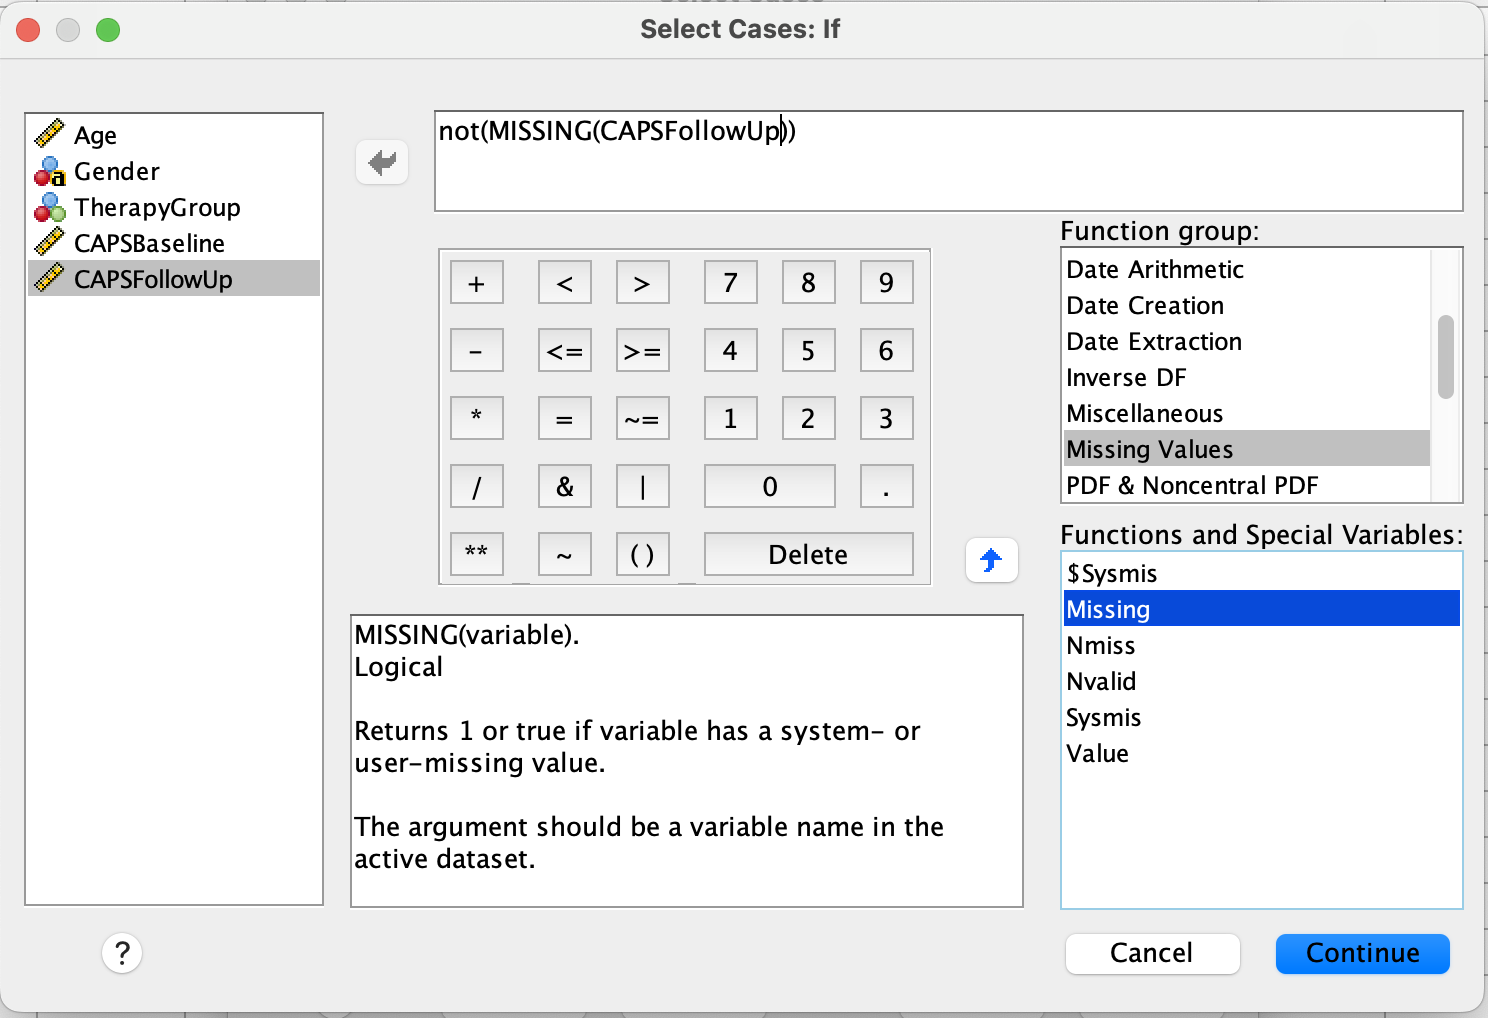 Select Cases: If
Age
Gender
TherapyGroup
CAPSBaseline
CAPSFollowUp
not(MISSING(CAPSFollowUp))
+ < > 7 8 9
- <= >= 4 5 6
* = ~= 1 2 3
/ & | 0 .
** ~ () Delete
Function group:
Date Arithmetic
Date Creation
Date Extraction
Inverse DF
Miscellaneous
Missing Values
PDF & Noncentral PDF
Functions and Special Variables:
$Sysmis
Missing
Nmiss
Nvalid
Sysmis
Value
MISSING(variable).
Logical
Returns 1 or true if variable has a system- or
user-missing value.
The argument should be a variable name in the
active dataset.
?
Cancel
Continue